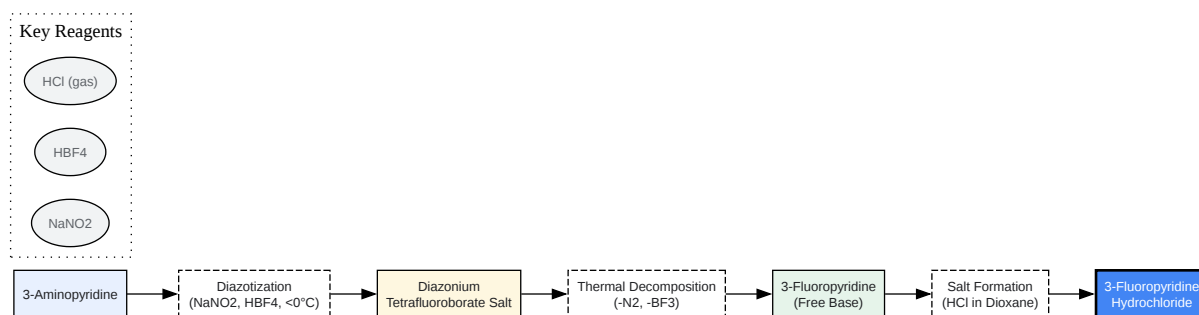 Key Reagents
HCl (gas)
HBF4
NaNO2
3-Aminopyridine
Diazotization
(NaNO2, HBF4, <0°C)
Diazonium
Tetrafluoroborate Salt
Thermal Decomposition
(-N2, -BF3)
3-Fluoropyridine
(Free Base)
Salt Formation
(HCl in Dioxane)
3-Fluoropyridine
Hydrochloride